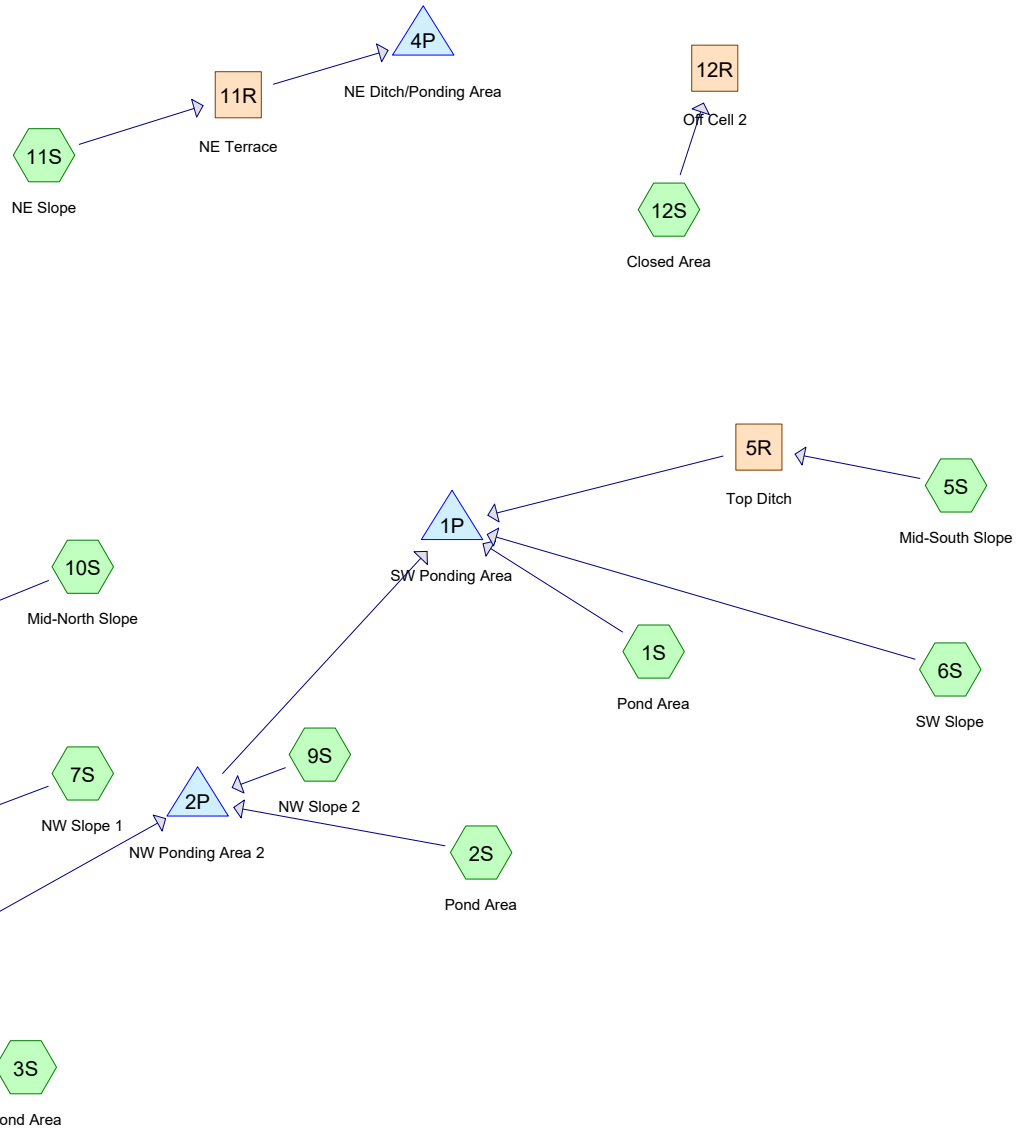 4P
NE Ditch/Ponding Area
11R
NE Terrace
12R
Off Cell 2
11S
NE Slope
12S
Closed Area
5R
Top Ditch
5S
Mid-South Slope
1P
SW Ponding Area
10S
Mid-North Slope
1S
Pond Area
6S
SW Slope
9S
NW Slope 2
7S
NW Slope 1
2P
NW Ponding Area 2
2S
Pond Area
3S
ond Area